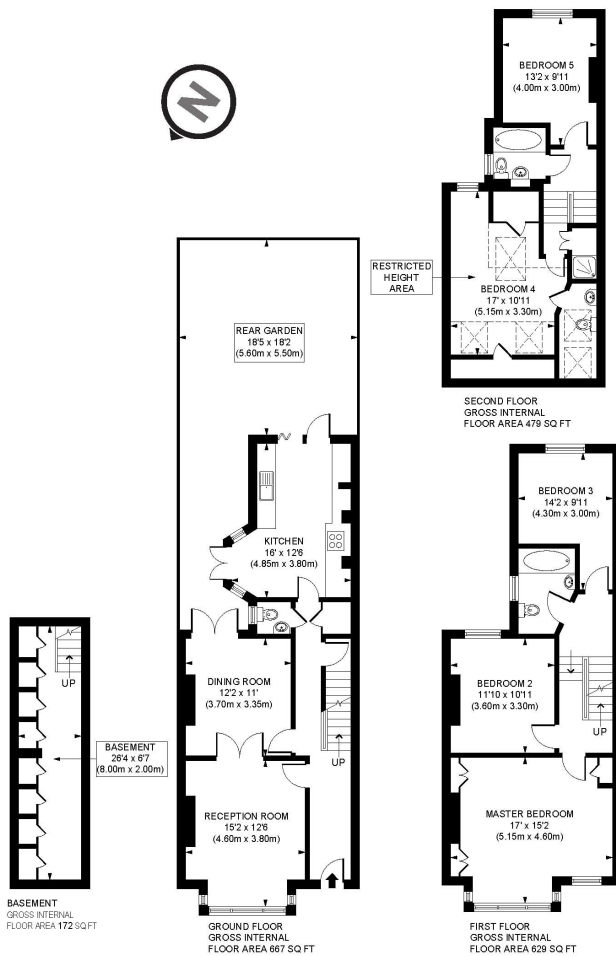 N
BEDROOM 5
13'2 x 9'11
(4.00m x 3.00m)
RESTRICTED
HEIGHT
AREA
BEDROOM 4
17' x 10'11
(5.15m x 3.30m)
SECOND FLOOR
GROSS INTERNAL
FLOOR AREA 479 SQ FT
REAR GARDEN
18'5 x 18'2
(5.60m x 5.50m)
KITCHEN
16' x 12'6
(4.85m x 3.80m)
DINING ROOM
12'2 x 11'
(3.70m x 3.35m)
UP
RECEPTION ROOM
15'2 x 12'6
(4.60m x 3.80m)
GROUND FLOOR
GROSS INTERNAL
FLOOR AREA 667 SQ FT
UP
BASEMENT
26'4 x 6'7
(8.00m x 2.00m)
BASEMENT
GROSS INTERNAL
FLOOR AREA 172 SQ FT
BEDROOM 3
14'2 x 9'11
(4.30m x 3.00m)
BEDROOM 2
11'10 x 10'11
(3.60m x 3.30m)
UP
MASTER BEDROOM
17' x 15'2
(5.15m x 4.60m)
FIRST FLOOR
GROSS INTERNAL
FLOOR AREA 629 SQ FT